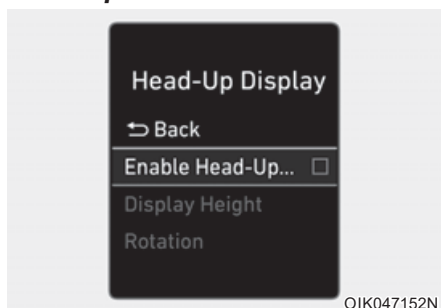 Head-Up Display
Back
Enable Head-Up...
Display Height
Rotation
OIK047152N